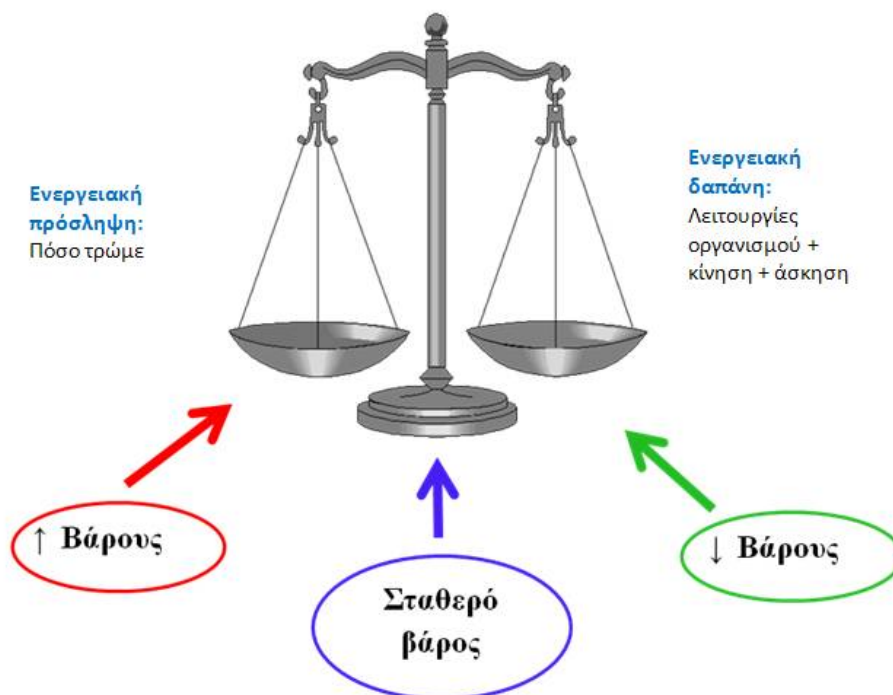 Ενεργειακή
πρόσληψη:
Πόσο τρώμε
Ενεργειακή
δαπάνη:
Λειτουργίες
οργανισμού +
κίνηση + άσκηση
↑ Βάρους
Σταθερό
βάρος
↓ Βάρους